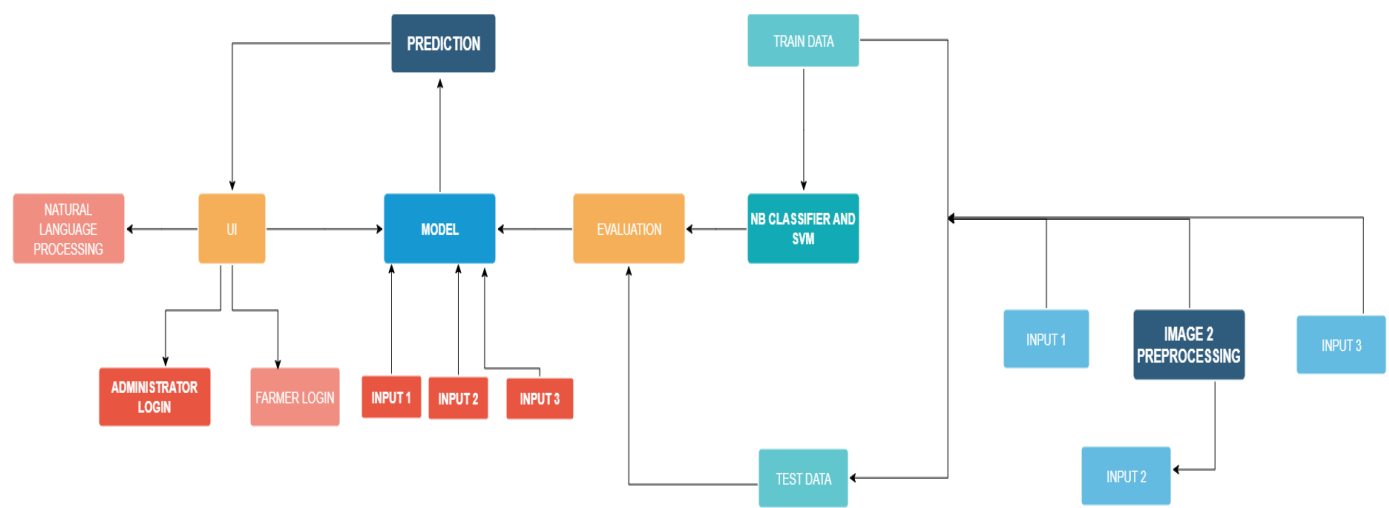 PREDICTION
TRAIN DATA
NATURAL
LANGUAGE
PROCESSING
UI
MODEL
EVALUATION
NB CLASSIFIER AND
SVM
INPUT 1
IMAGE 2
PREPROCESSING
INPUT 3
ADMINISTRATOR
LOGIN
FARMER LOGIN
INPUT 1
INPUT 2
INPUT 3
TEST DATA
INPUT 2